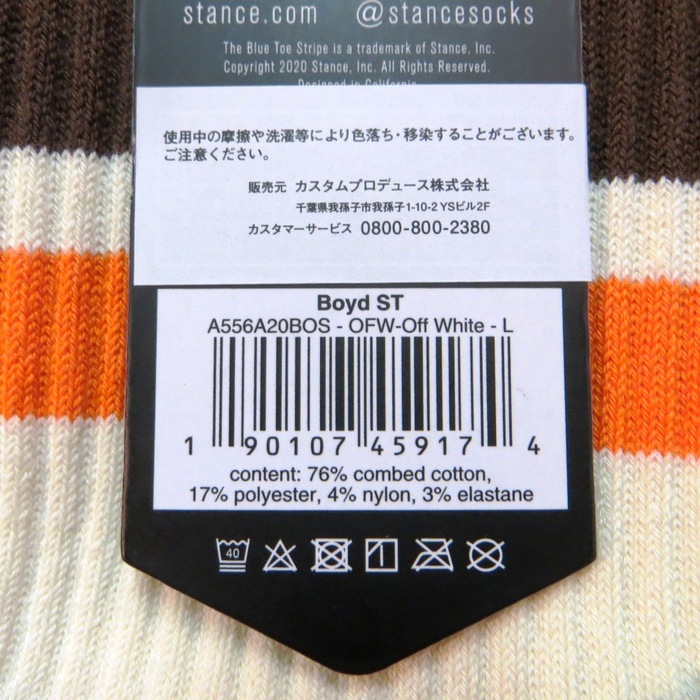 stance.com @stancesocks
The Blue Toe Stripe is a trademark of Stance, Inc.
Copyright 2020 Stance, Inc. All Rights Reserved.
Designed in California
使用中の摩擦や洗濯等により色落ち・移染することがございます。
ご注意ください。
販売元 カスタムプロデュース株式会社
千葉県我孫子市我孫子1-10-2 YSビル2F
カスタマーサービス 0800-800-2380
Boyd ST
A556A20BOS - OFW-Off White - L
1 90107 45917 4
content: 76% combed cotton,
17% polyester, 4% nylon, 3% elastane
40